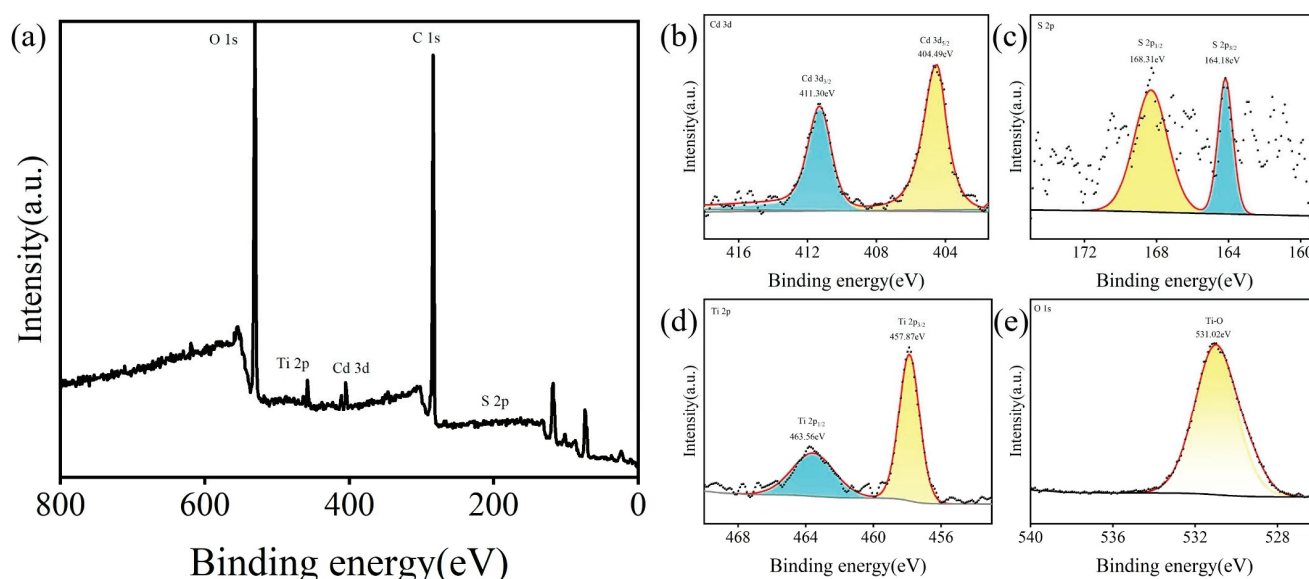 (a)
O 1s
C 1s
Ti 2p
Cd 3d
S 2p
Intensity(a.u.)
800 600 400 200 0
Binding energy(eV)
(b)
Cd 3d
Cd 3d5/2
404.49eV
Cd 3d3/2
411.30eV
Intensity(a.u.)
416 412 408 404
Binding energy(eV)
(c)
S 2p
S 2p1/2
168.31eV
S 2p3/2
164.18eV
Intensity(a.u.)
172 168 164 160
Binding energy(eV)
(d)
Ti 2p
Ti 2p3/2
457.87eV
Ti 2p1/2
463.56eV
Intensity(a.u.)
468 464 460 456
Binding energy(eV)
(e)
O 1s
Ti-O
531.02eV
Intensity(a.u.)
540 536 532 528
Binding energy(eV)